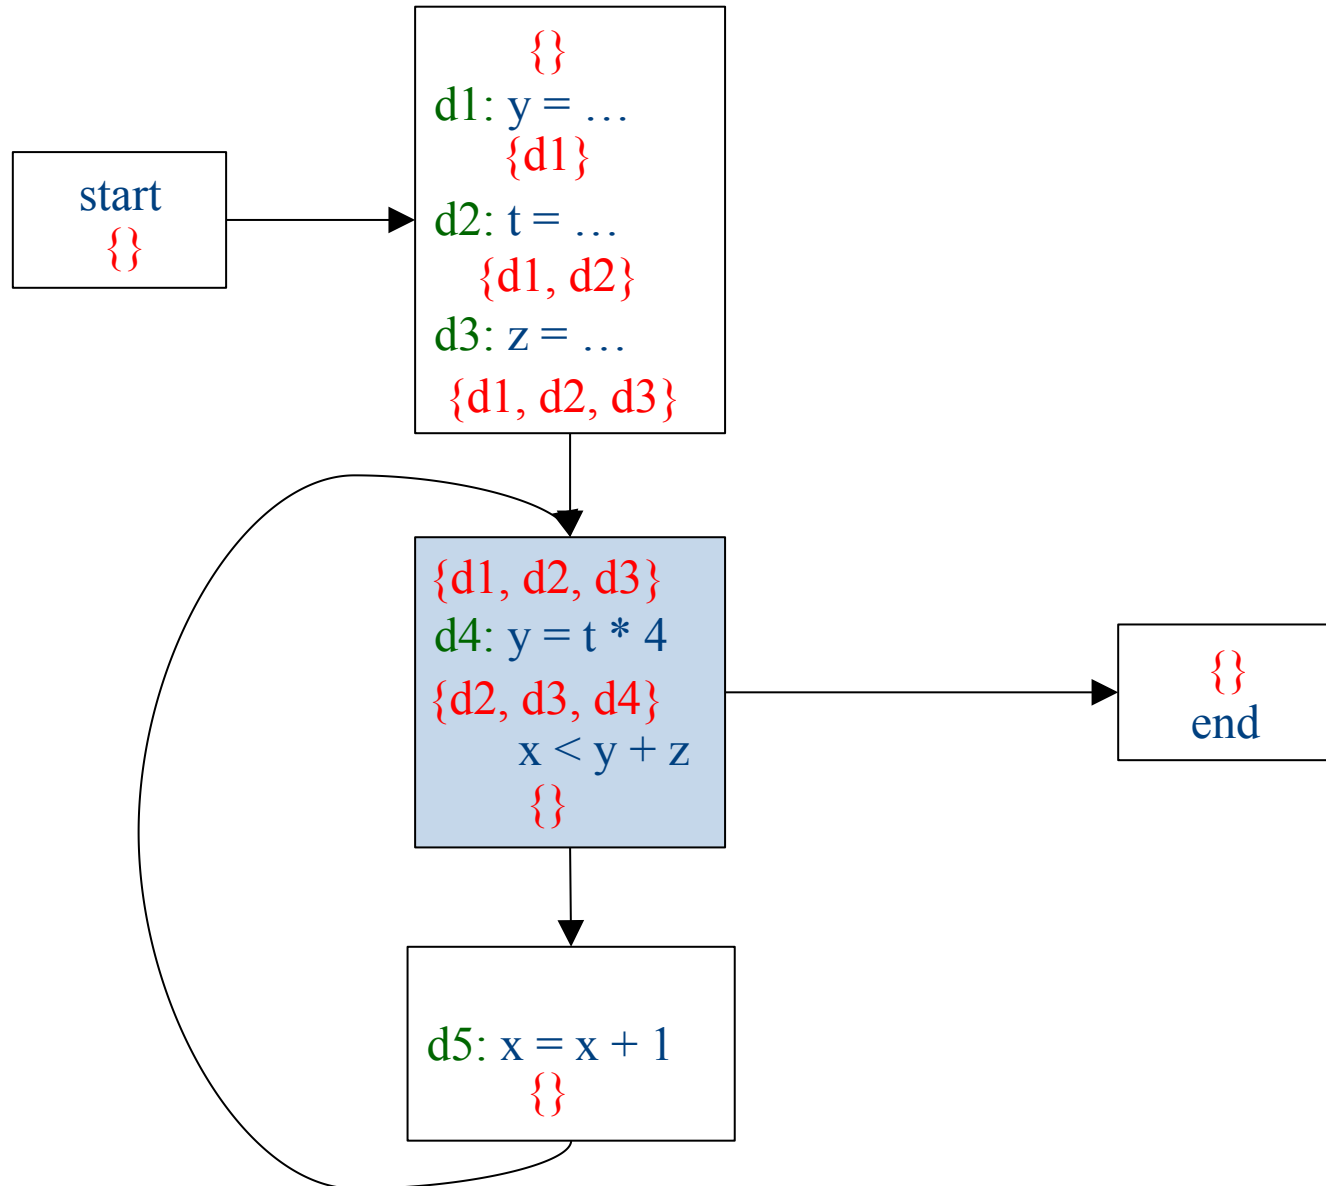 start
{}
{}
d1: y = …
{d1}
d2: t = …
{d1, d2}
d3: z = …
{d1, d2, d3}
{d1, d2, d3}
d4: y = t * 4
{d2, d3, d4}
x < y + z
{}
{}
end
d5: x = x + 1
{}